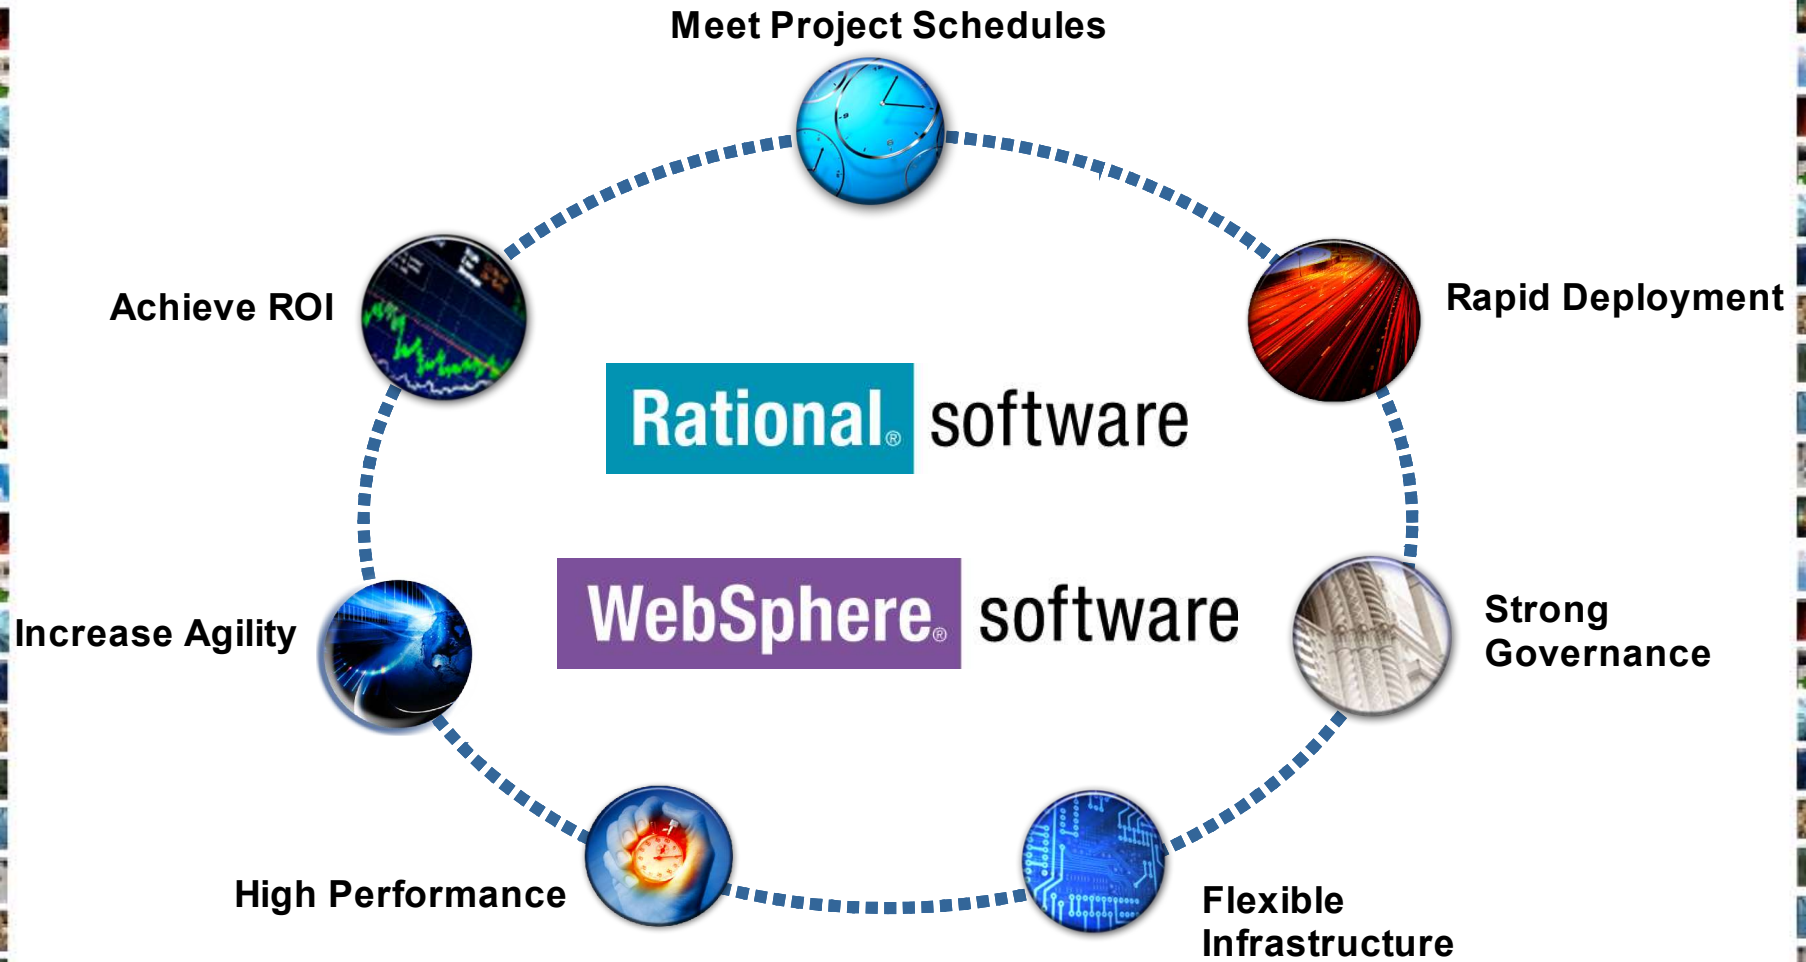 Meet Project Schedules
Achieve ROI
Rapid Deployment
Rational® software
WebSphere® software
Increase Agility
Strong
Governance
High Performance
Flexible
Infrastructure